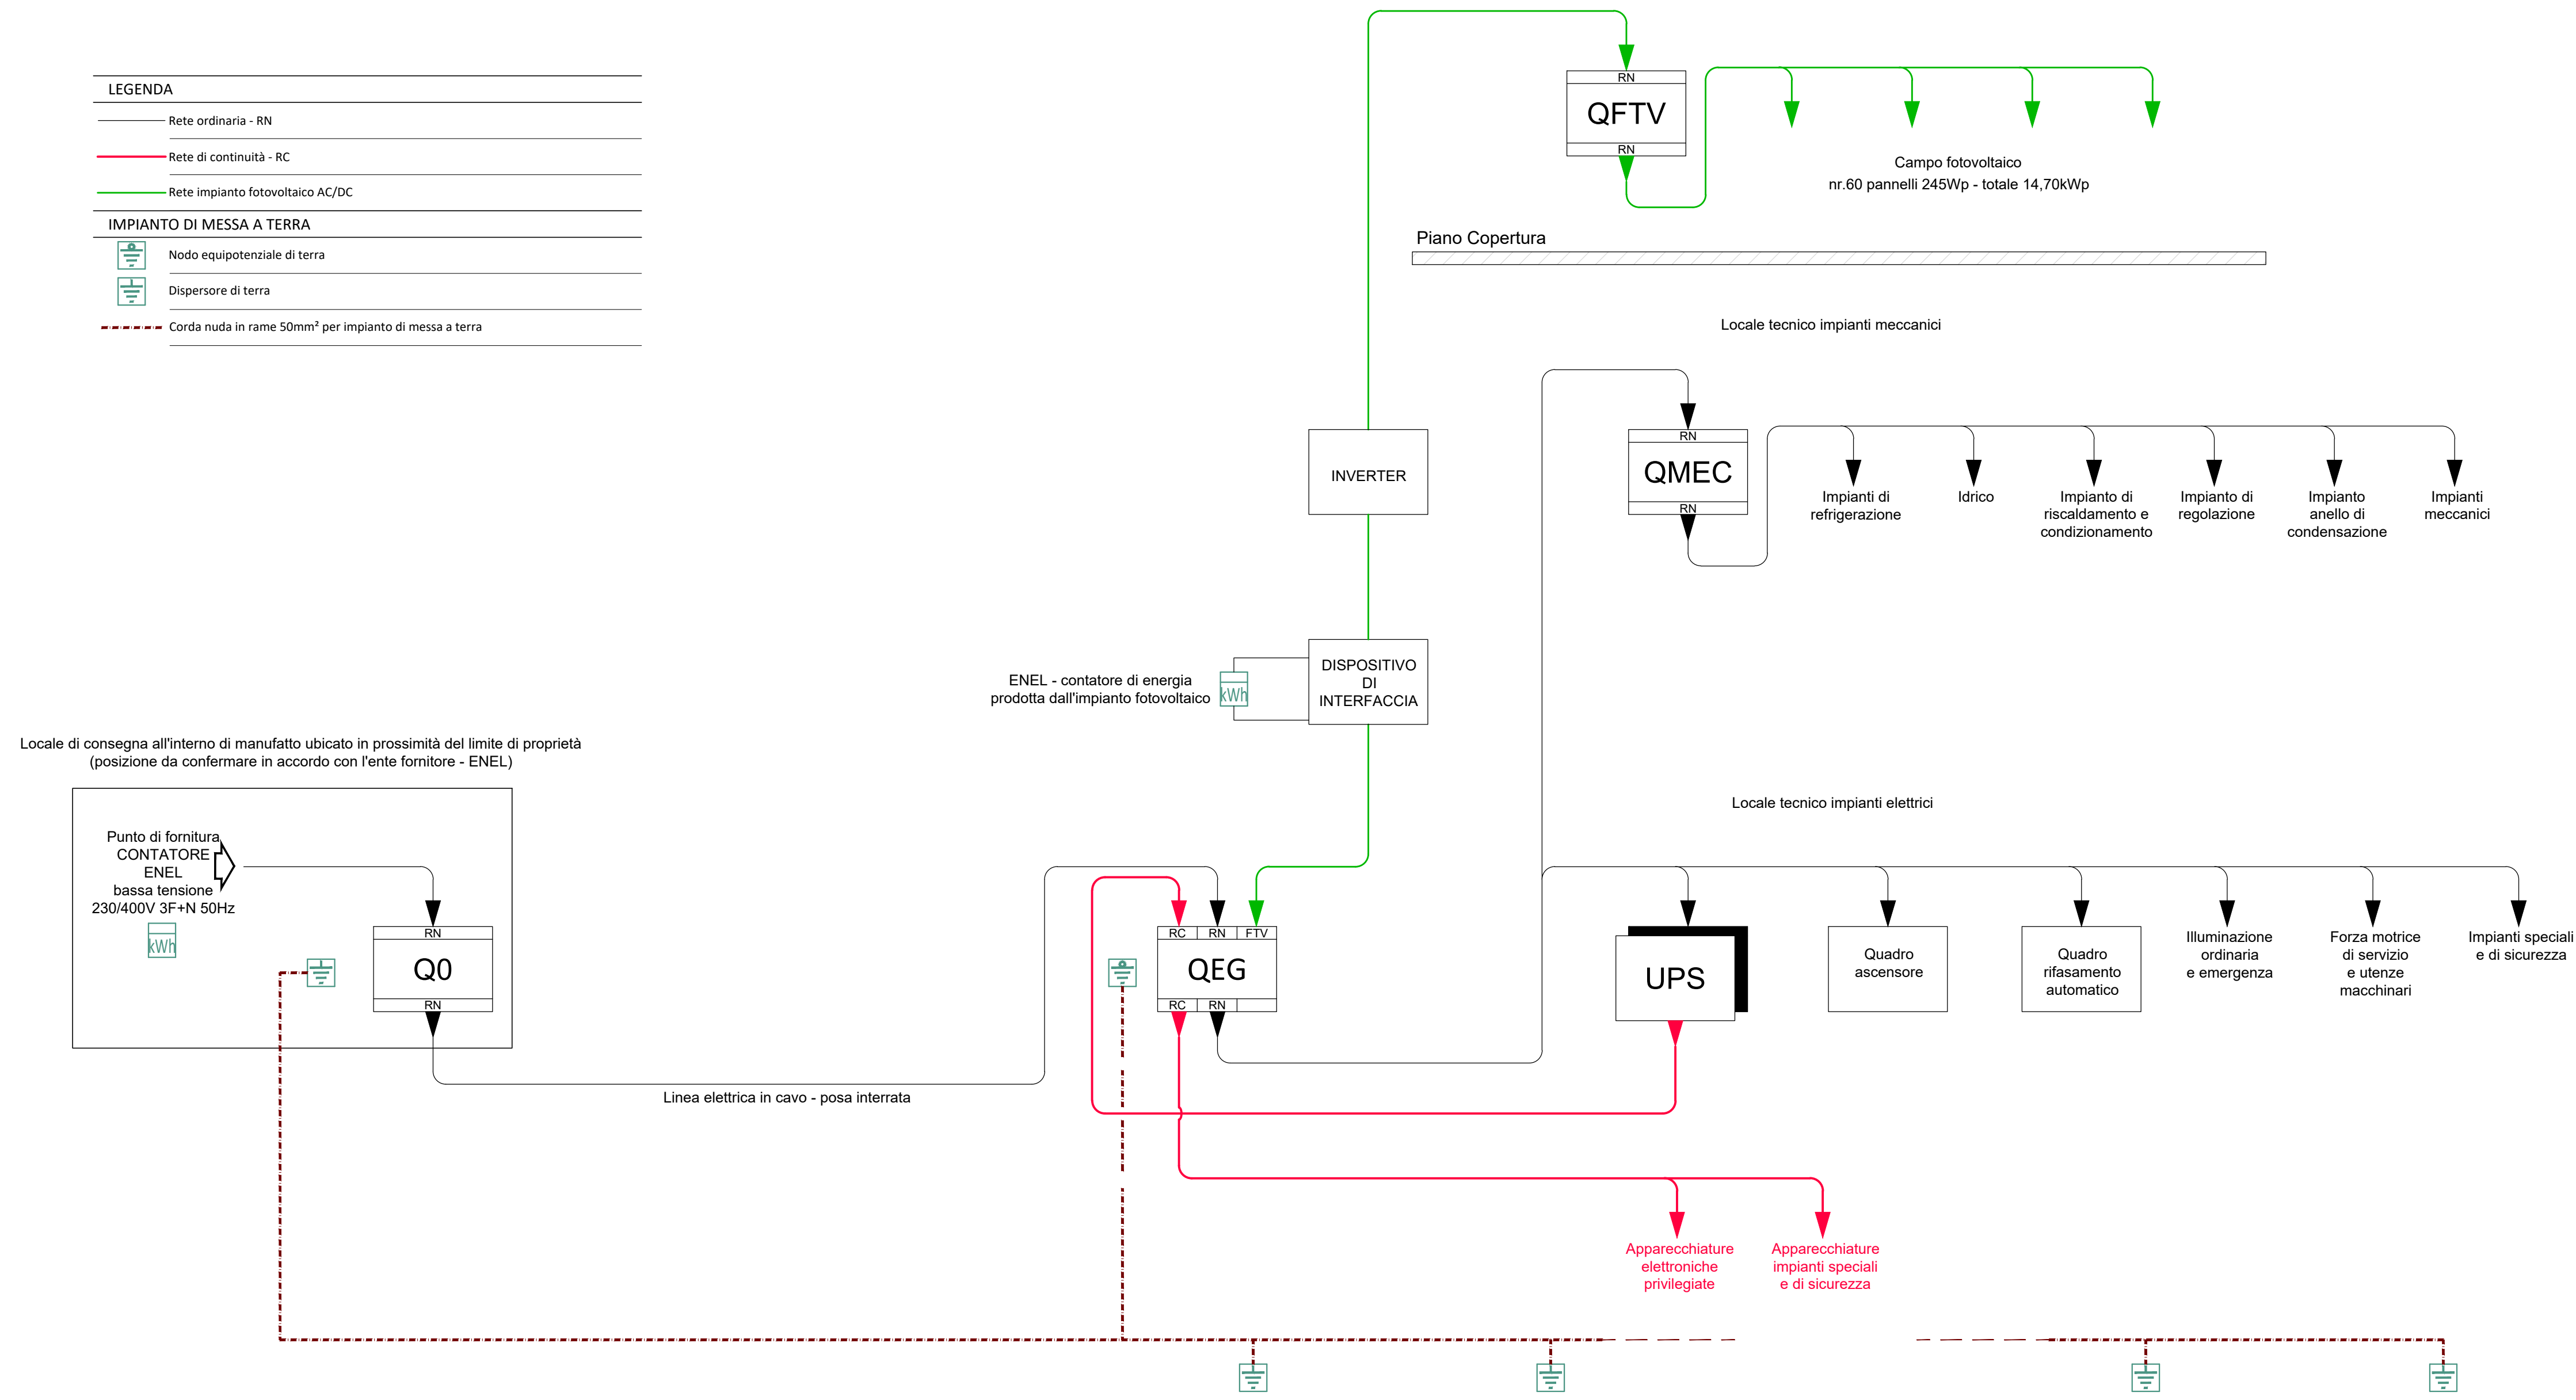 LEGENDA
Rete ordinaria - RN
Rete di continuità - RC
Rete impianto fotovoltaico AC/DC
IMPIANTO DI MESSA A TERRA
Nodo equipotenziale di terra
Dispersore di terra
Corda nuda in rame 50mm² per impianto di messa a terra
RN
QFTV
RN
Campo fotovoltaico
nr.60 pannelli 245Wp - totale 14,70kWp
Piano Copertura
Locale tecnico impianti meccanici
INVERTER
RN
QMEC
RN
Impianti di
refrigerazione
Idrico
Impianto di
riscaldamento e
condizionamento
Impianto di
regolazione
Impianto
anello di
condensazione
Impianti
meccanici
ENEL - contatore di energia
prodotta dall'impianto fotovoltaico
kWh
DISPOSITIVO
DI
INTERFACCIA
Locale di consegna all'interno di manufatto ubicato in prossimità del limite di proprietà
(posizione da confermare in accordo con l'ente fornitore - ENEL)
Punto di fornitura
CONTATORE
ENEL
bassa tensione
230/400V 3F+N 50Hz
kWh
RN
Q0
RN
Linea elettrica in cavo - posa interrata
RC RN FTV
QEG
RC RN
Locale tecnico impianti elettrici
UPS
Quadro
ascensore
Quadro
rifasamento
automatico
Illuminazione
ordinaria
e emergenza
Forza motrice
di servizio
e utenze
macchinari
Impianti speciali
e di sicurezza
Apparecchiature
elettroniche
privilegiate
Apparecchiature
impianti speciali
e di sicurezza